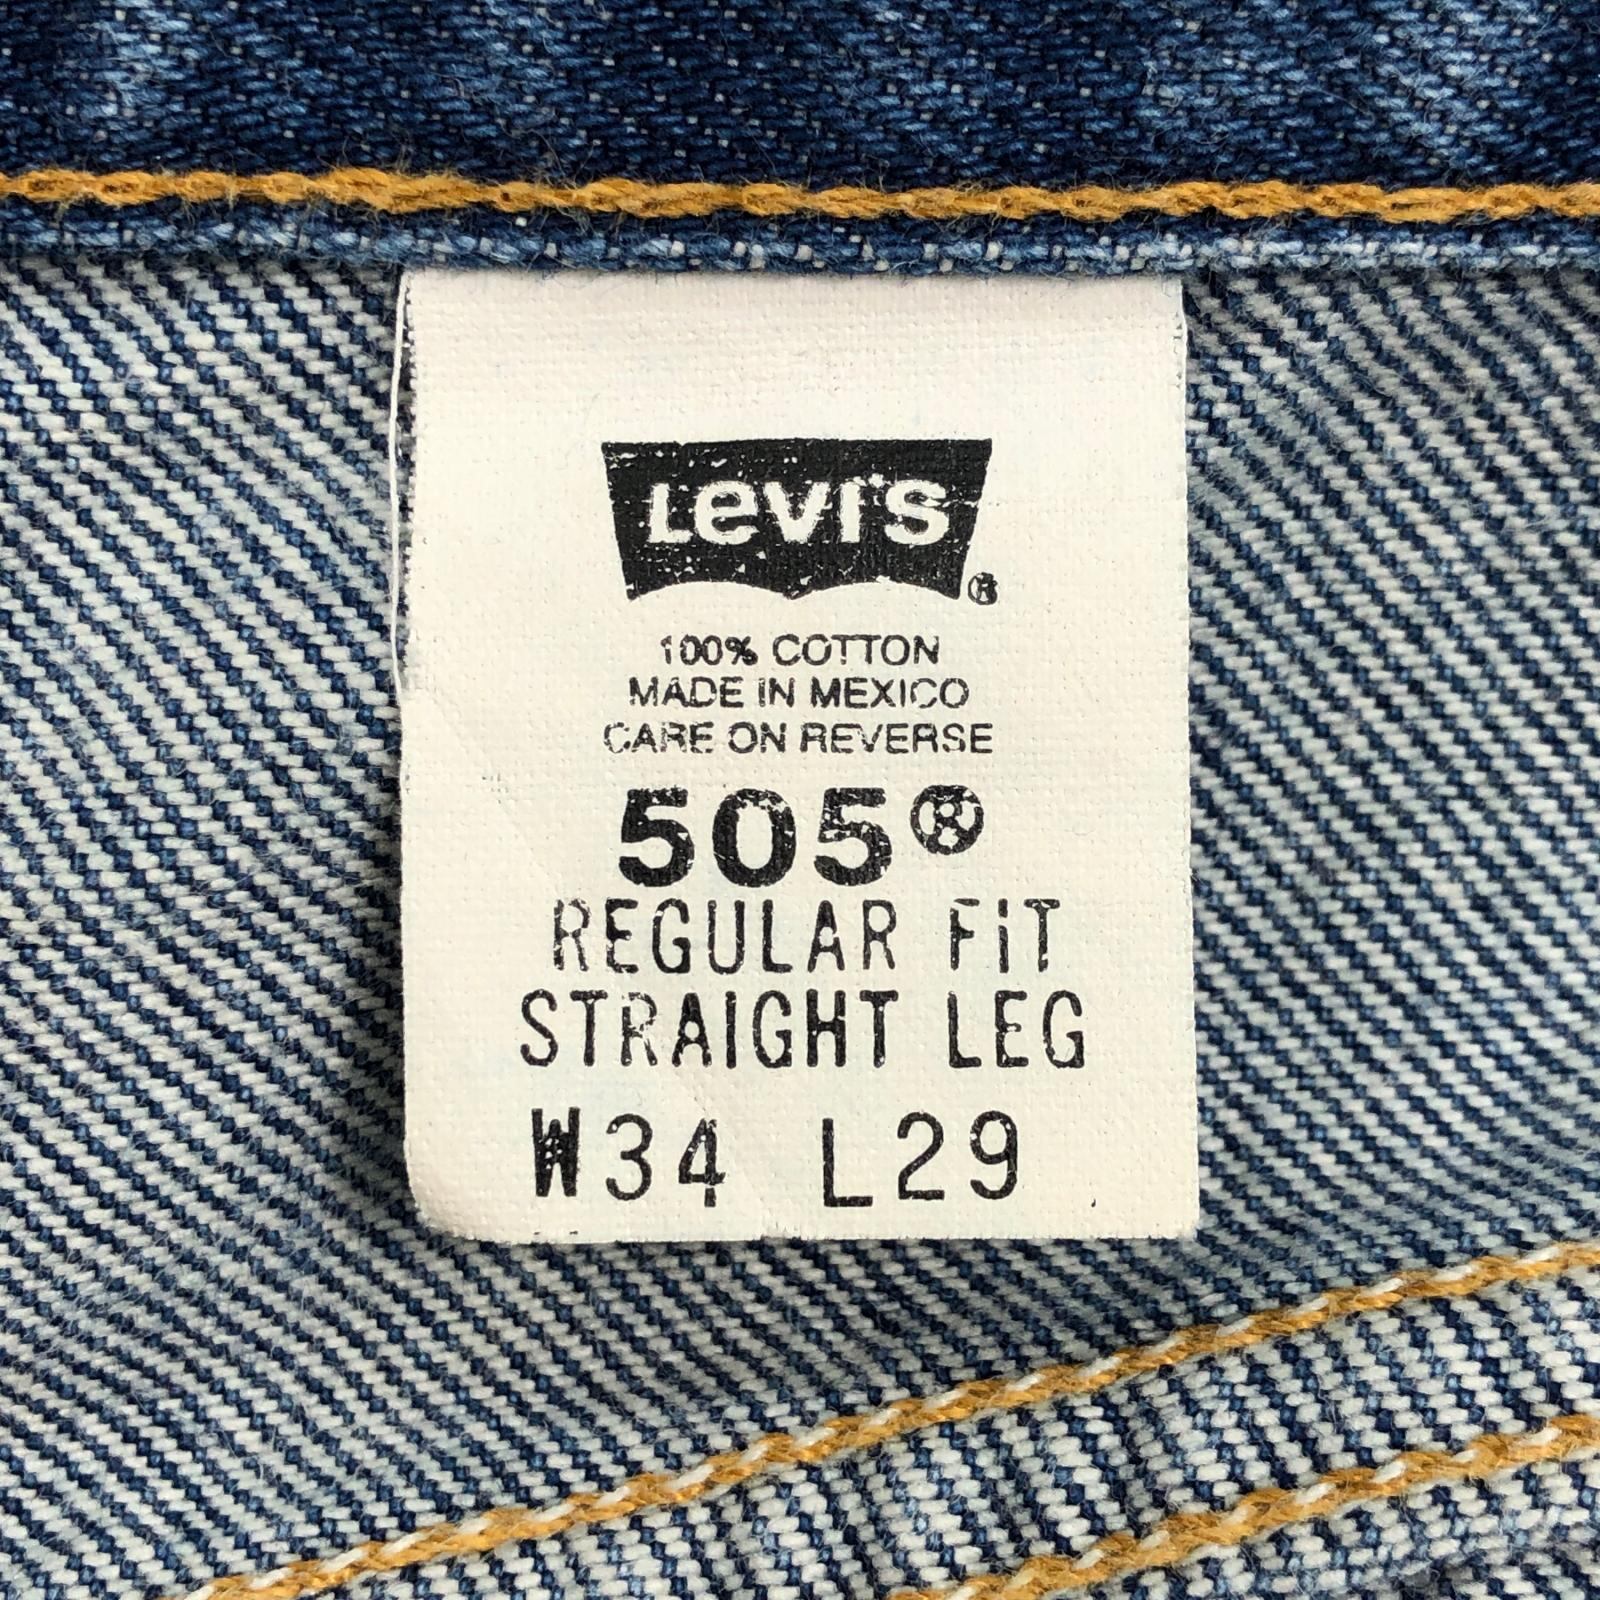 Levi's
®
100% COTTON
MADE IN MEXICO
CARE ON REVERSE
505®
REGULAR FiT
STRAIGHT LEG
W34 L29